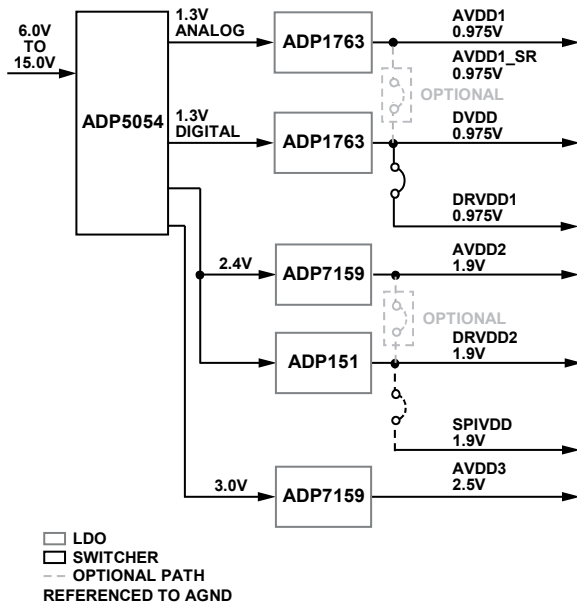 6.0V
TO
15.0V
ADP5054
1.3V
ANALOG
ADP1763
AVDD1
0.975V
AVDD1_SR
0.975V
OPTIONAL
1.3V
DIGITAL
ADP1763
DVDD
0.975V
DRVDD1
0.975V
2.4V
ADP7159
AVDD2
1.9V
OPTIONAL
ADP151
DRVDD2
1.9V
SPIVDD
1.9V
3.0V
ADP7159
AVDD3
2.5V
LDO
SWITCHER
OPTIONAL PATH
REFERENCED TO AGND